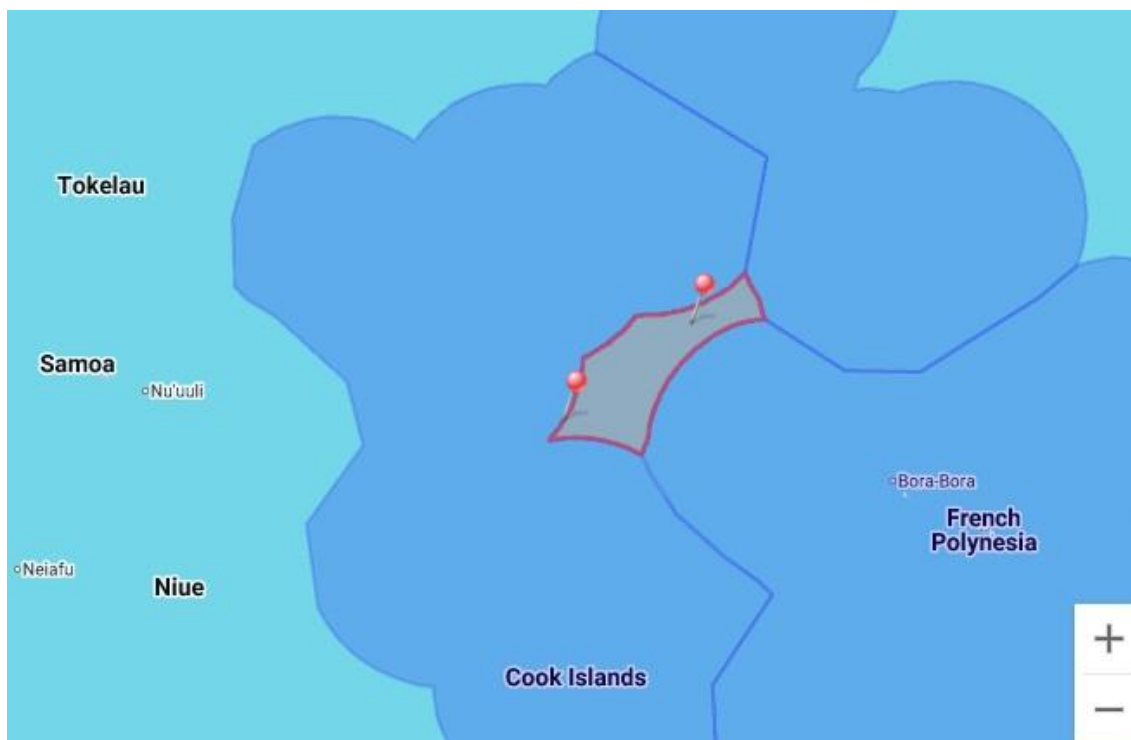 Tokelau
Samoa
Nu'uuli
Bora-Bora
French
Polynesia
Neiafu
Niue
Cook Islands
+
−